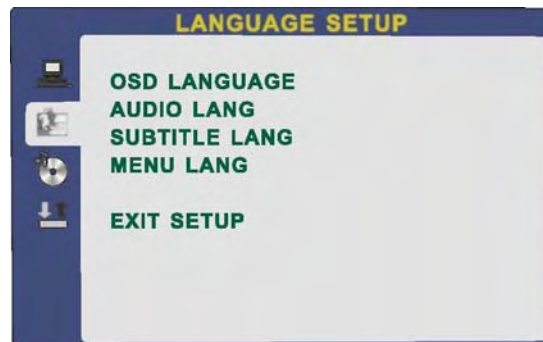 LANGUAGE SETUP
OSD LANGUAGE
AUDIO LANG
SUBTITLE LANG
MENU LANG
EXIT SETUP